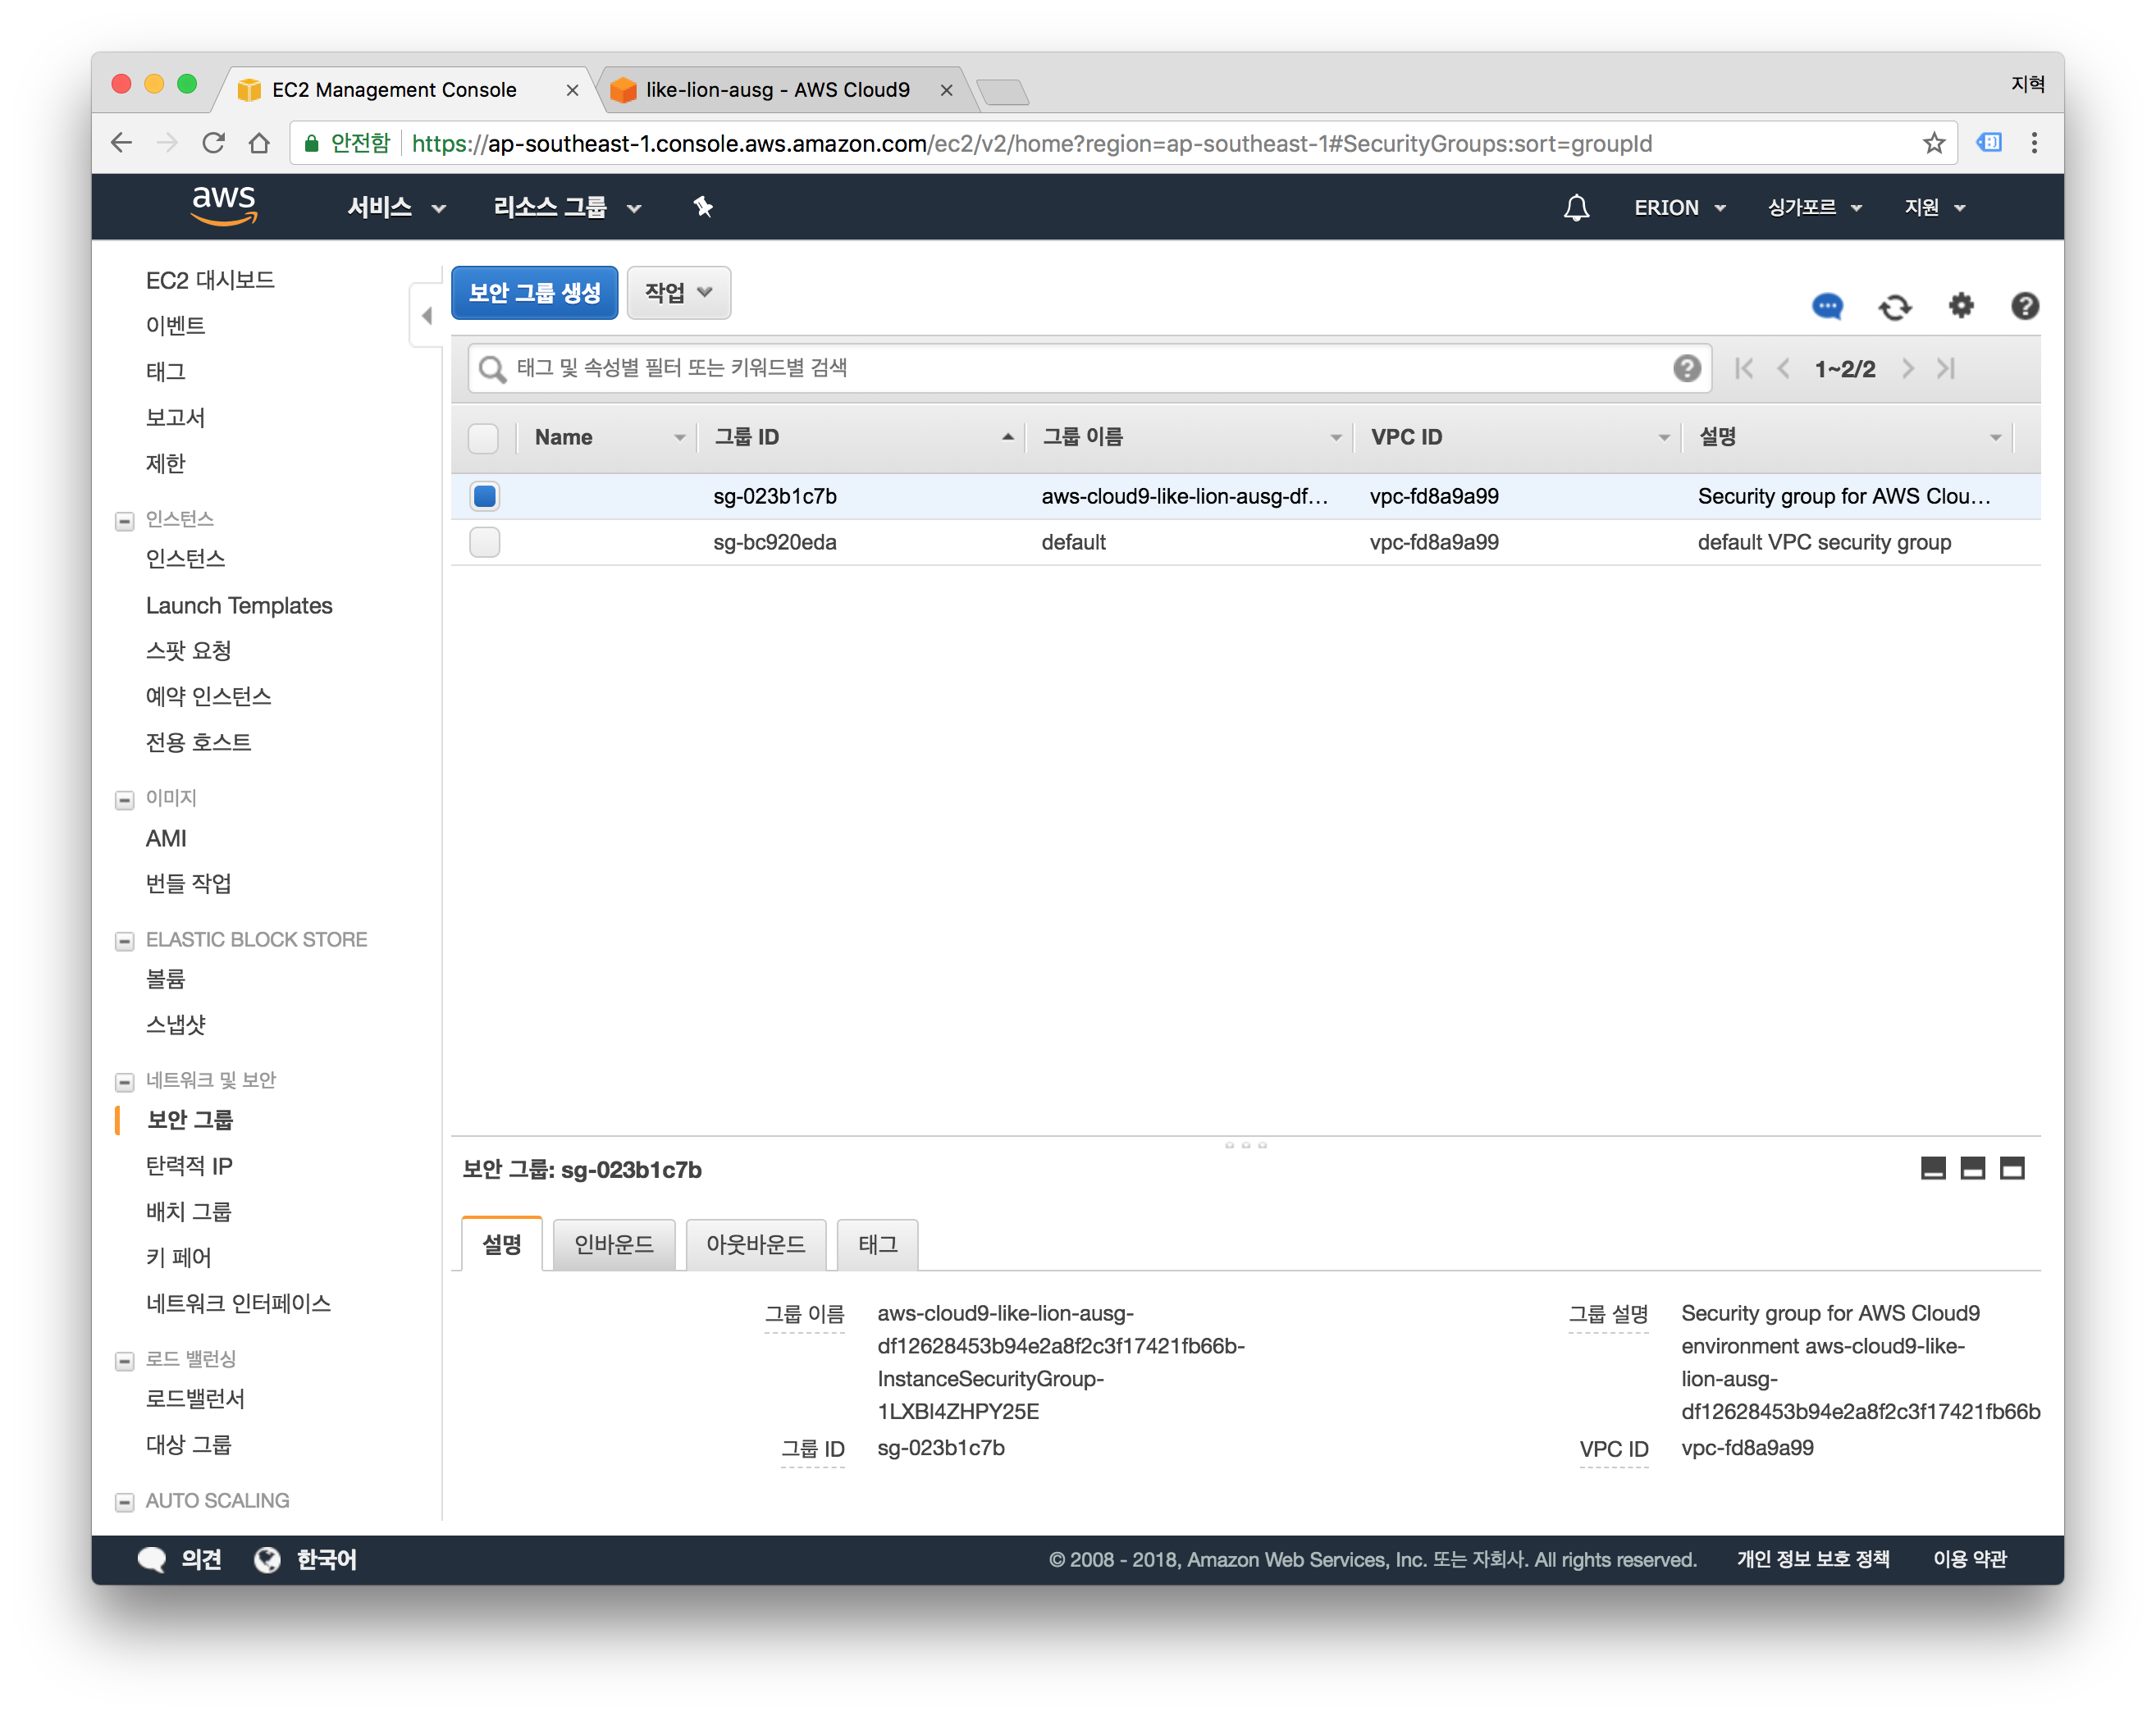 EC2 Management Console
like-lion-ausg - AWS Cloud9
지혁
안전함 https://ap-southeast-1.console.aws.amazon.com/ec2/v2/home?region=ap-southeast-1#SecurityGroups:sort=groupId
aws 서비스 리소스 그룹 ERION 싱가포르 지원
EC2 대시보드
이벤트
태그
보고서
제한
인스턴스
인스턴스
Launch Templates
스팟 요청
예약 인스턴스
전용 호스트
이미지
AMI
번들 작업
ELASTIC BLOCK STORE
볼륨
스냅샷
네트워크 및 보안
보안 그룹
탄력적 IP
배치 그룹
키 페어
네트워크 인터페이스
로드 밸런싱
로드밸런서
대상 그룹
AUTO SCALING
보안 그룹 생성 작업
태그 및 속성별 필터 또는 키워드별 검색 1~2/2
Name 그룹 ID 그룹 이름 VPC ID 설명
sg-023b1c7b aws-cloud9-like-lion-ausg-df... vpc-fd8a9a99 Security group for AWS Clou...
sg-bc920eda default vpc-fd8a9a99 default VPC security group
보안 그룹: sg-023b1c7b
설명 인바운드 아웃바운드 태그
그룹 이름 aws-cloud9-like-lion-ausg-
df12628453b94e2a8f2c3f17421fb66b-
InstanceSecurityGroup-
1LXBI4ZHPY25E
그룹 설명 Security group for AWS Cloud9
environment aws-cloud9-like-
lion-ausg-
df12628453b94e2a8f2c3f17421fb66b
그룹 ID sg-023b1c7b
VPC ID vpc-fd8a9a99
의견 한국어 © 2008 - 2018, Amazon Web Services, Inc. 또는 자회사. All rights reserved. 개인 정보 보호 정책 이용 약관